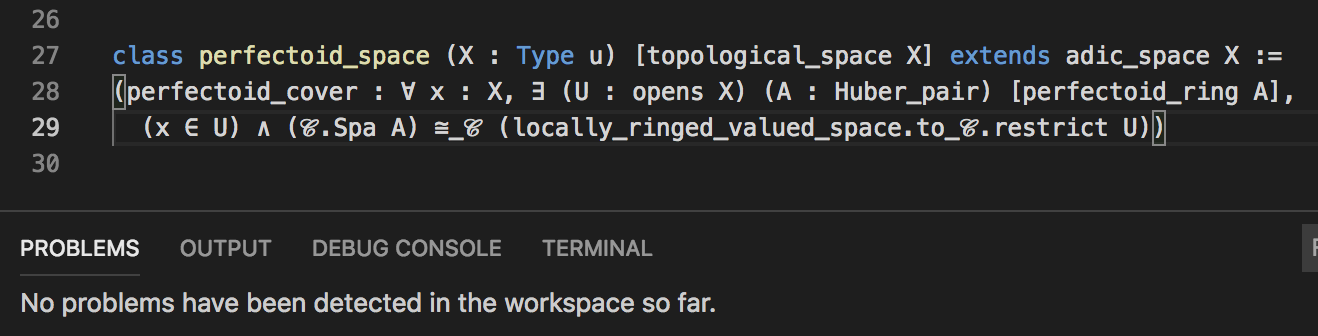 26
27 class perfectoid_space (X : Type u) [topological_space X] extends adic_space X :=
28 (perfectoid_cover : ∀ x : X, ∃ (U : opens X) (A : Huber_pair) [perfectoid_ring A],
29 (x ∈ U) ∧ (𝒞.Spa A) ≅_𝒞 (locally_ringed_valued_space.to_𝒞.restrict U))
30
PROBLEMS OUTPUT DEBUG CONSOLE TERMINAL
No problems have been detected in the workspace so far.